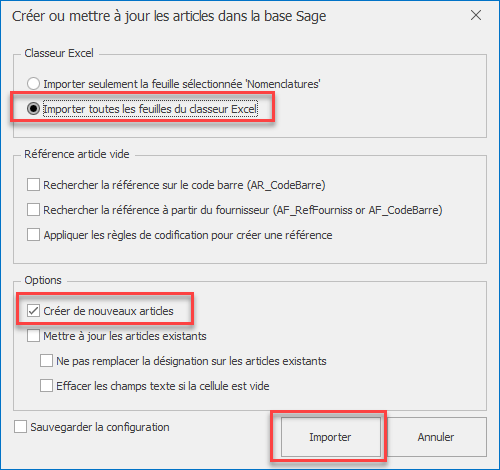 Créer ou mettre à jour les articles dans la base Sage
Classeur Excel
Importer seulement la feuille sélectionnée 'Nomenclatures'
Importer toutes les feuilles du classeur Excel
Référence article vide
Rechercher la référence sur le code barre (AR_CodeBarre)
Rechercher la référence à partir du fournisseur (AF_RefFourniss or AF_CodeBarre)
Appliquer les règles de codification pour créer une référence
Options
Créer de nouveaux articles
Mettre à jour les articles existants
Ne pas remplacer la désignation sur les articles existants
Effacer les champs texte si la cellule est vide
Sauvegarder la configuration
Importer
Annuler